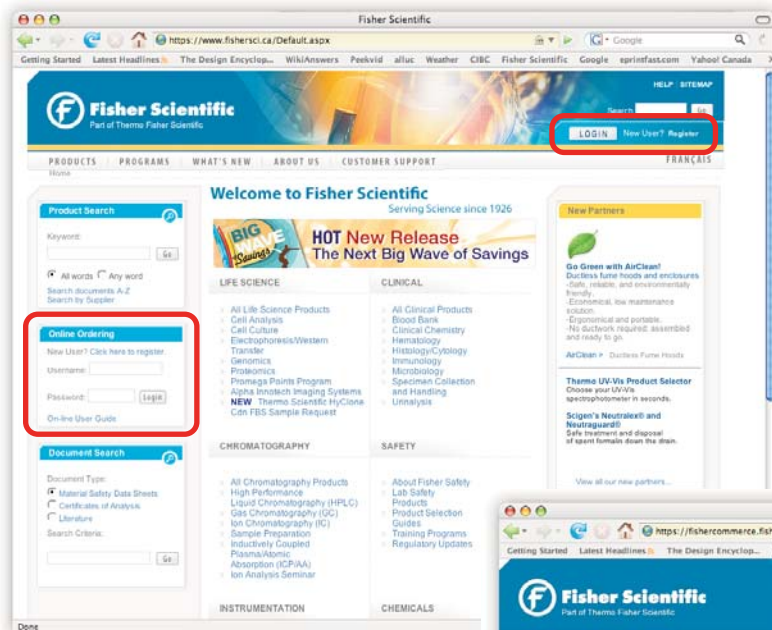 Fisher Scientific
https://www.fishersci.ca/Default.aspx
Google
Getting Started Latest Headlines The Design Encyclop... WikiAnswers Peekvid alluc Weather CIBC Fisher Scientific Google sprintfast.com Yahoo! Canada
HELP SITEMAP
Fisher Scientific
Part of Thermo Fisher Scientific
Search Go
LOGIN New User? Register
PRODUCTS PROGRAMS WHAT'S NEW ABOUT US CUSTOMER SUPPORT FRANÇAIS
Home
Product Search
Keyword:
Go
All words Any word
Search documents A-Z
Search by Supplier
Online Ordering
New User? Click here to register.
Username:
Password: Login
On-line User Guide
Document Search
Document Type:
Material Safety Data Sheets
Certificates of Analysis
Literature
Search Criteria:
Go
Welcome to Fisher Scientific
Serving Science since 1926
BIG WAVE Savings
HOT New Release
The Next Big Wave of Savings
LIFE SCIENCE
All Life Science Products
Cell Analysis
Cell Culture
Electrophoresis/Western
Transfer
Genomics
Proteomics
Promega Points Program
Alpha Innotech Imaging Systems
NEW Thermo Scientific HyClone
Cdn FBS Sample Request
CLINICAL
All Clinical Products
Blood Bank
Clinical Chemistry
Hematology
Histology/Cytology
Immunology
Microbiology
Specimen Collection
and Handling
Urinalysis
CHROMATOGRAPHY
All Chromatography Products
High Performance
Liquid Chromatography (HPLC)
Gas Chromatography (GC)
Ion Chromatography (IC)
Sample Preparation
Inductively Coupled
Plasma/Atomic
Absorption (ICP/AA)
Ion Analysis Seminar
SAFETY
About Fisher Safety
Lab Safety
Products
Product Selection
Guides
Training Programs
Regulatory Updates
INSTRUMENTATION
CHEMICALS
New Partners
Go Green with AirClean!
Ductless fume hoods and enclosures
-Safe, reliable, and environmentally
friendly.
-Economical, low maintenance
solution.
-Ergonomical and portable.
-No ductwork required: assembled
and ready to go.
AirClean > Ductless Fume Hoods
Thermo UV-Vis Product Selector
Choose your UV-Vis
spectrophotometer in seconds.
Scigen's Neutralex® and
Neutraguard®
Safe treatment and disposal
of spent formalin down the drain.
View all our new partners...
Done
https://fishercommerce.fish
Getting Started Latest Headlines The Design Encyclop...
Fisher Scientific
Part of Thermo Fisher Scientific